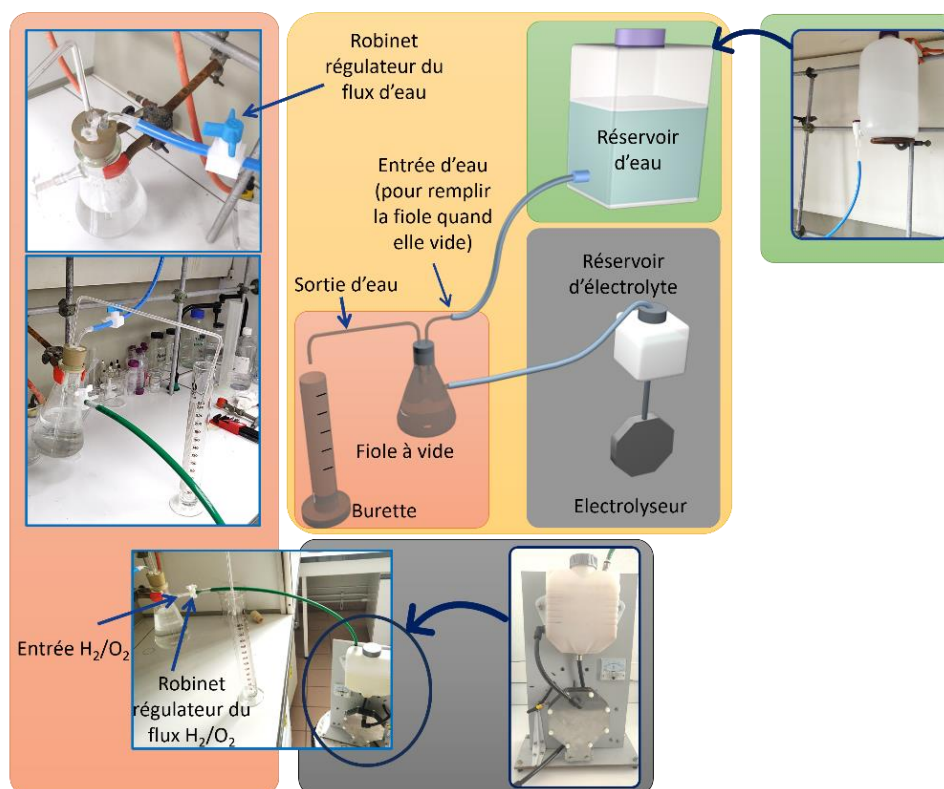 Robinet
régulateur du
flux d'eau
Réservoir
d'eau
Entrée d'eau
(pour remplir
la fiole quand
elle vide)
Sortie d'eau
Réservoir
d'électrolyte
Fiole à vide
Burette
Electrolyseur
Entrée H₂/O₂
Robinet
régulateur du
flux H₂/O₂